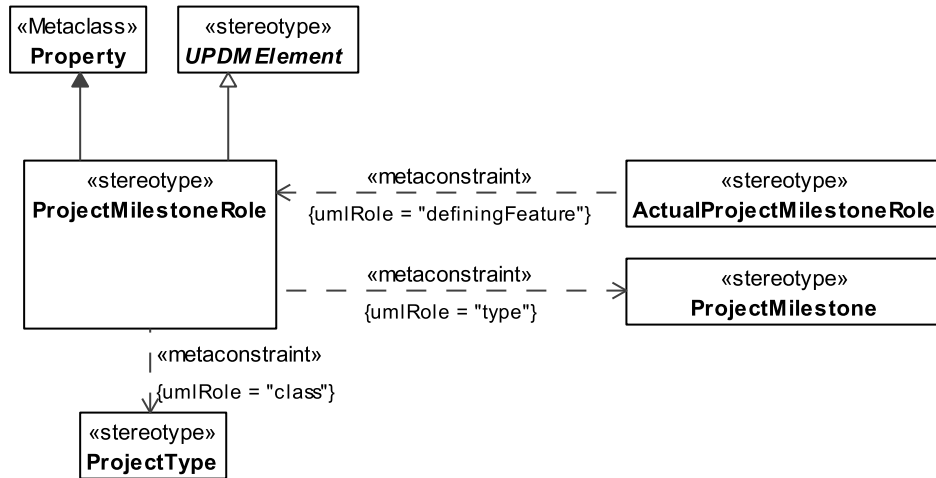 «Metaclass»
Property
«stereotype»
UPDMElement
«stereotype»
ProjectMilestoneRole
«metaconstraint»
{umlRole = "definingFeature"}
«stereotype»
ActualProjectMilestoneRole
«metaconstraint»
{umlRole = "type"}
«stereotype»
ProjectMilestone
«metaconstraint»
{umlRole = "class"}
«stereotype»
ProjectType